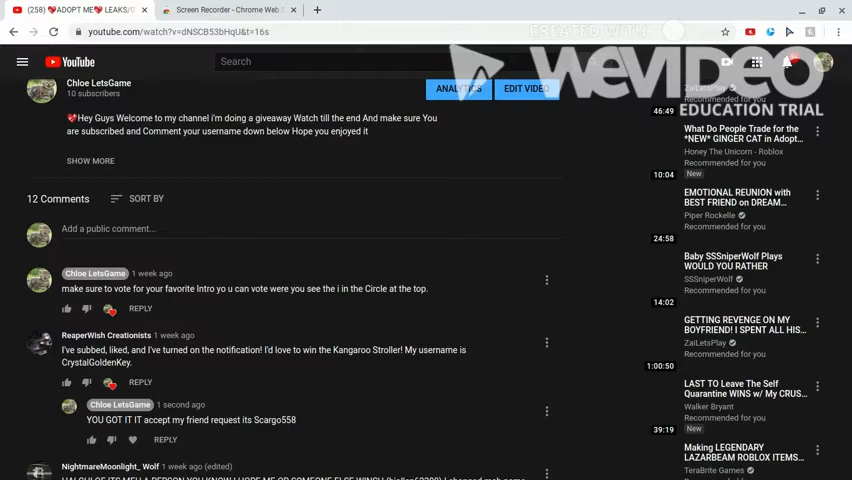 (258) ❤ADOPT ME❤ LEAKS/G
Screen Recorder - Chrome Web S
youtube.com/watch?v=dNSCB53bHqU&t=16s
CREATED WITH
WeVIDEO
EDUCATION TRIAL
YouTube
Search
Chloe LetsGame
10 subscribers
ANALYTICS
EDIT VIDEO
❤Hey Guys Welcome to my channel i'm doing a giveaway Watch till the end And make sure You
are subscribed and Comment your username down below Hope you enjoyed it
SHOW MORE
12 Comments
SORT BY
Add a public comment...
Chloe LetsGame 1 week ago
make sure to vote for your favorite Intro yo u can vote were you see the i in the Circle at the top.
REPLY
ReaperWish Creationists 1 week ago
I've subbed, liked, and I've turned on the notification! I'd love to win the Kangaroo Stroller! My username is
CrystalGoldenKey.
REPLY
Chloe LetsGame 1 second ago
YOU GOT IT IT accept my friend request its Scargo558
REPLY
NightmareMoonlight_ Wolf 1 week ago (edited)
ZaiLetsPlay
Recommended for you
46:49
What Do People Trade for the
*NEW* GINGER CAT in Adopt...
Honey The Unicorn - Roblox
Recommended for you
New
10:04
EMOTIONAL REUNION with
BEST FRIEND on DREAM...
Piper Rockelle
Recommended for you
24:58
Baby SSSniperWolf Plays
WOULD YOU RATHER
SSSniperWolf
Recommended for you
14:02
GETTING REVENGE ON MY
BOYFRIEND! I SPENT ALL HIS...
ZaiLetsPlay
Recommended for you
1:00:50
LAST TO Leave The Self
Quarantine WINS w/ My CRUS...
Walker Bryant
Recommended for you
New
39:19
Making LEGENDARY
LAZARBEAM ROBLOX ITEMS...
TeraBrite Games
Recommended for you